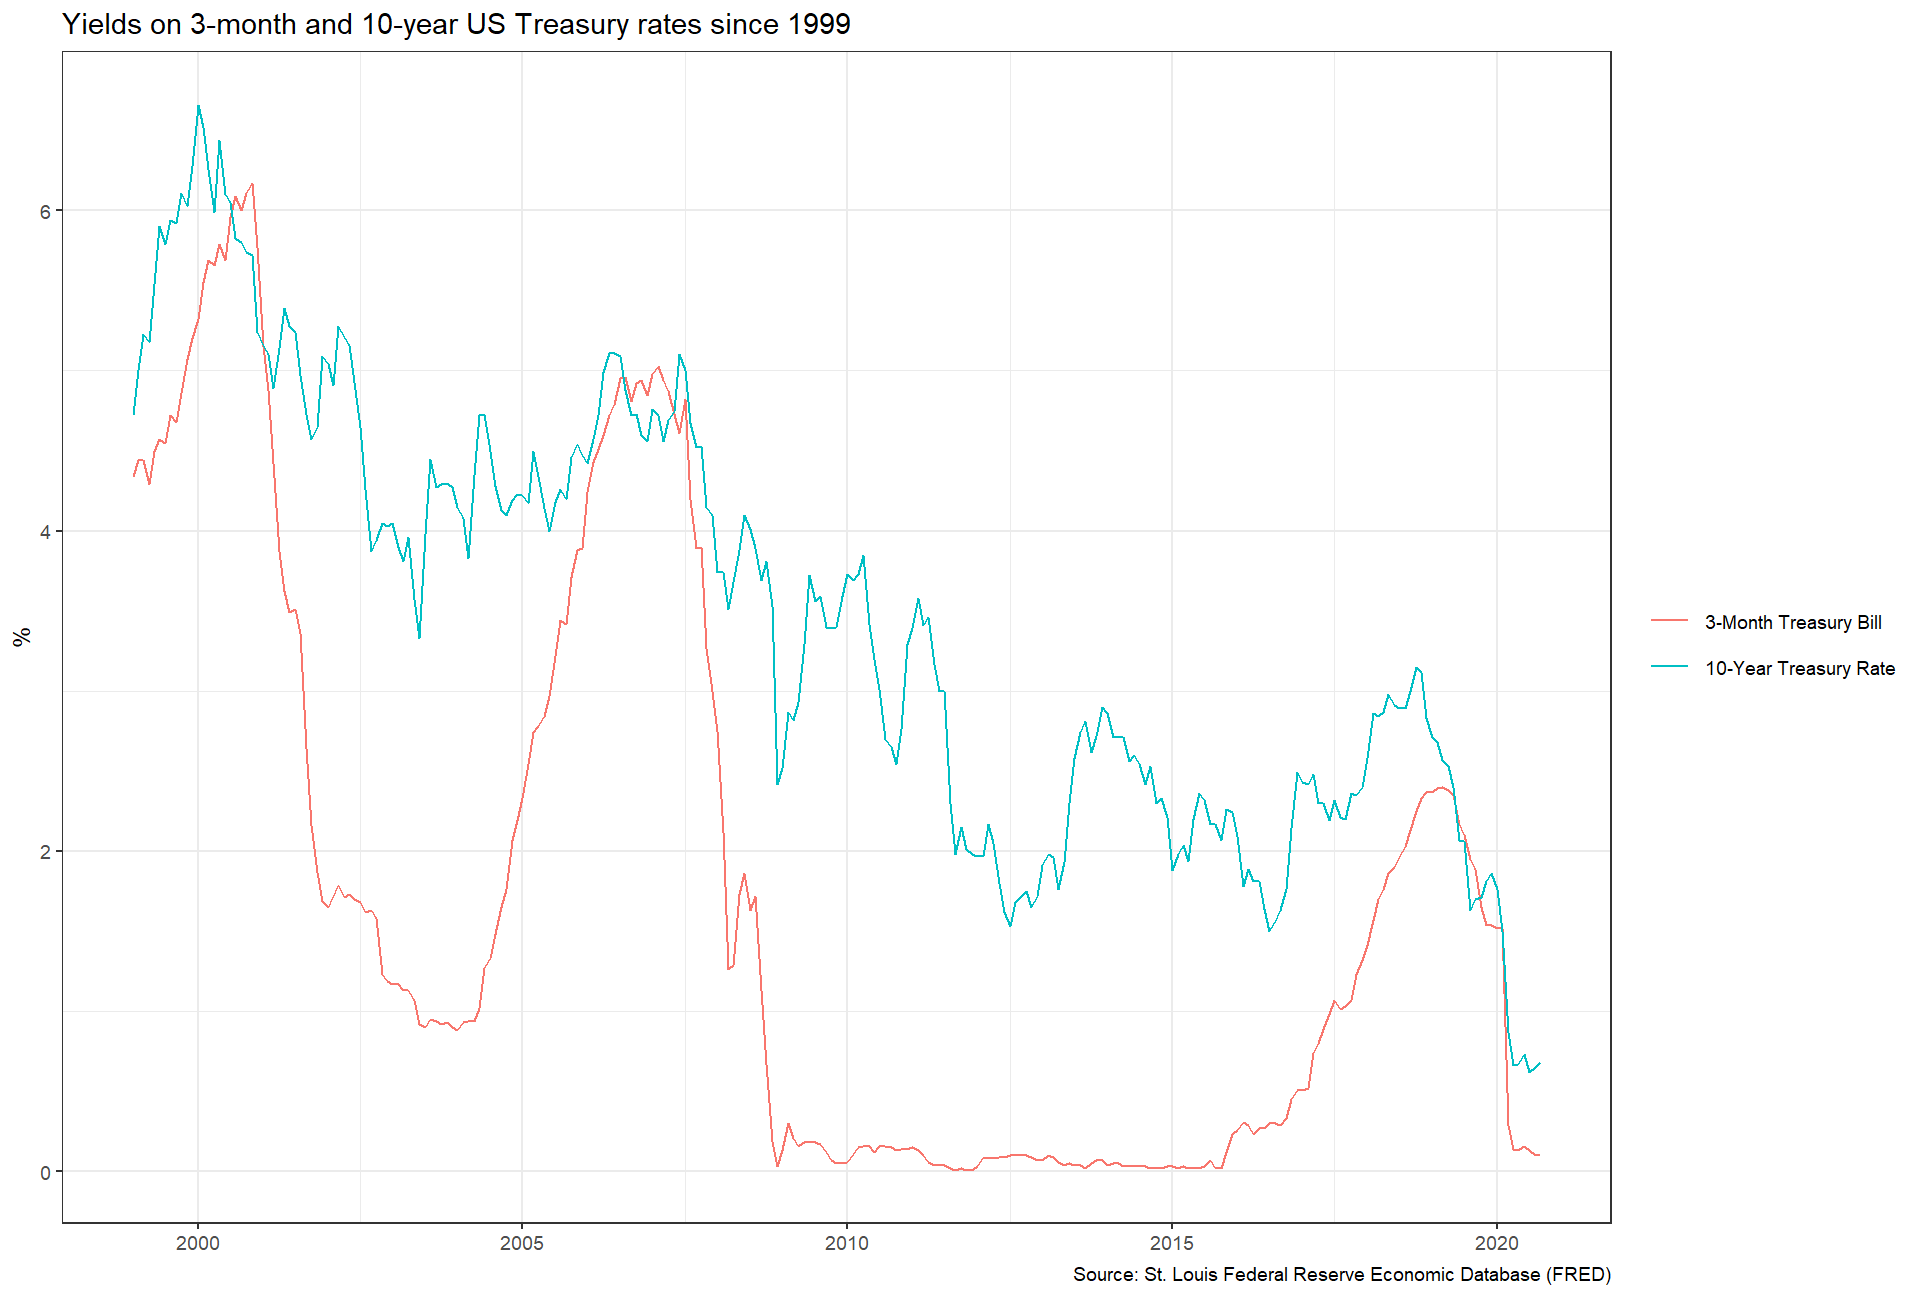 Yields on 3-month and 10-year US Treasury rates since 1999
6
4
2
0
%
2000 2005 2010 2015 2020
3-Month Treasury Bill
10-Year Treasury Rate
Source: St. Louis Federal Reserve Economic Database (FRED)